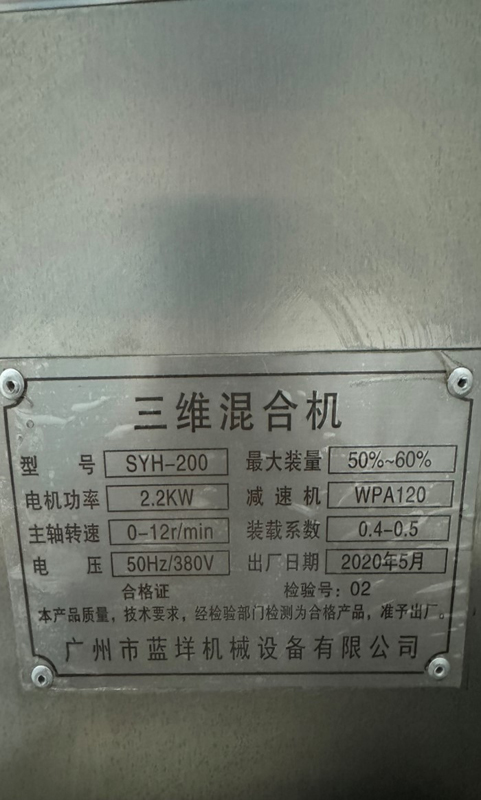 三维混合机
型 号 SYH-200 最大装量 50%~60%
电机功率 2.2KW 减速机 WPA120
主轴转速 0-12r/min 装载系数 0.4-0.5
电 压 50Hz/380V 出厂日期 2020年5月
合格证 检验号：02
本产品质量，技术要求，经检验部门检测为合格产品，准予出厂。
广州市蓝垟机械设备有限公司